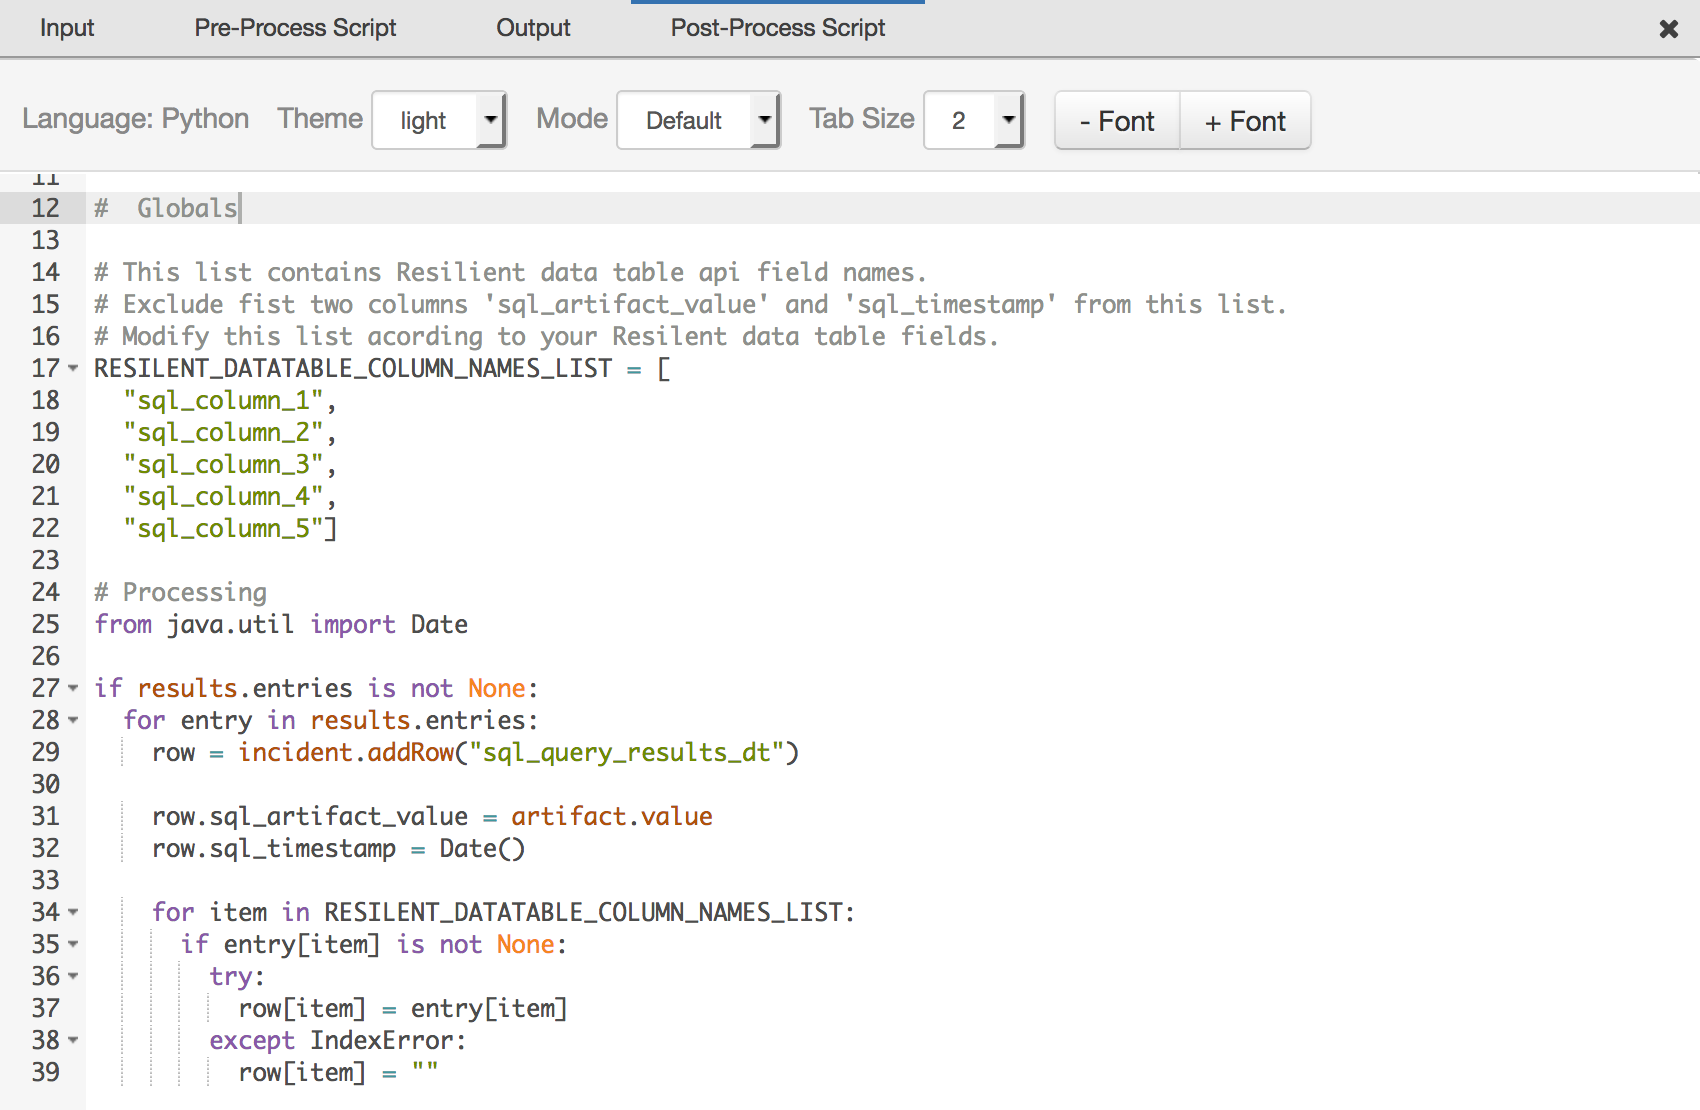 Input Pre-Process Script Output Post-Process Script ✖
Language: Python Theme light Mode Default Tab Size 2 - Font + Font
11
12 #  Globals
13
14 # This list contains Resilient data table api field names.
15 # Exclude fist two columns 'sql_artifact_value' and 'sql_timestamp' from this list.
16 # Modify this list acording to your Resilent data table fields.
17 RESILENT_DATATABLE_COLUMN_NAMES_LIST = [
18   "sql_column_1",
19   "sql_column_2",
20   "sql_column_3",
21   "sql_column_4",
22   "sql_column_5"]
23
24 # Processing
25 from java.util import Date
26
27 if results.entries is not None:
28   for entry in results.entries:
29     row = incident.addRow("sql_query_results_dt")
30
31     row.sql_artifact_value = artifact.value
32     row.sql_timestamp = Date()
33
34     for item in RESILENT_DATATABLE_COLUMN_NAMES_LIST:
35       if entry[item] is not None:
36         try:
37           row[item] = entry[item]
38         except IndexError:
39           row[item] = ""